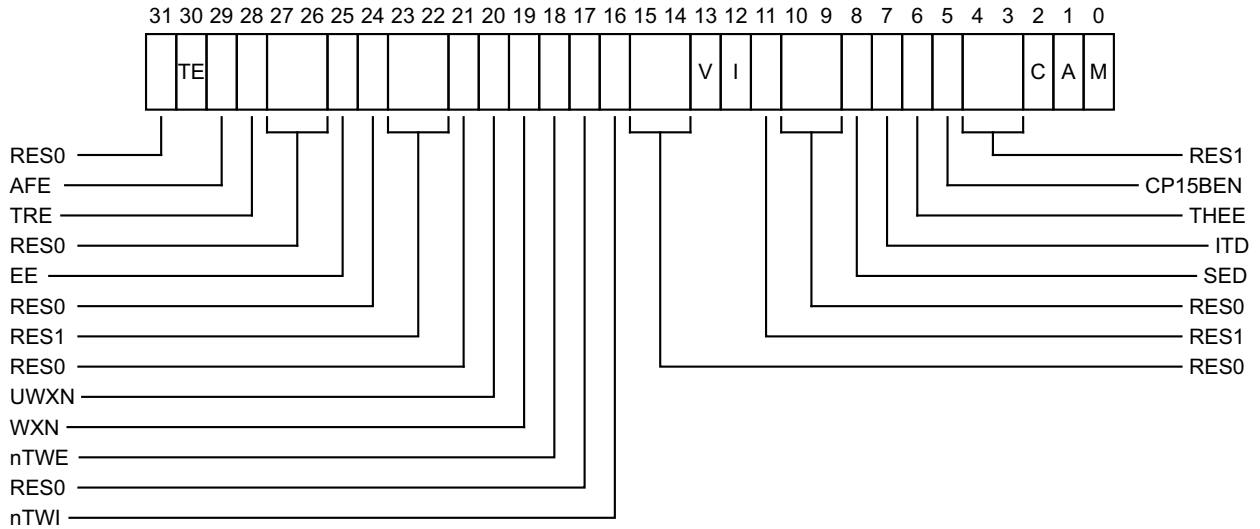 31 30 29 28 27 26 25 24 23 22 21 20 19 18 17 16 15 14 13 12 11 10 9 8 7 6 5 4 3 2 1 0
TE V I C A M
RES0 RES1
AFE CP15BEN
TRE THEE
RES0 ITD
EE SED
RES0 RES0
RES1 RES1
RES0 RES0
UWXN
WXN
nTWE
RES0
nTWI